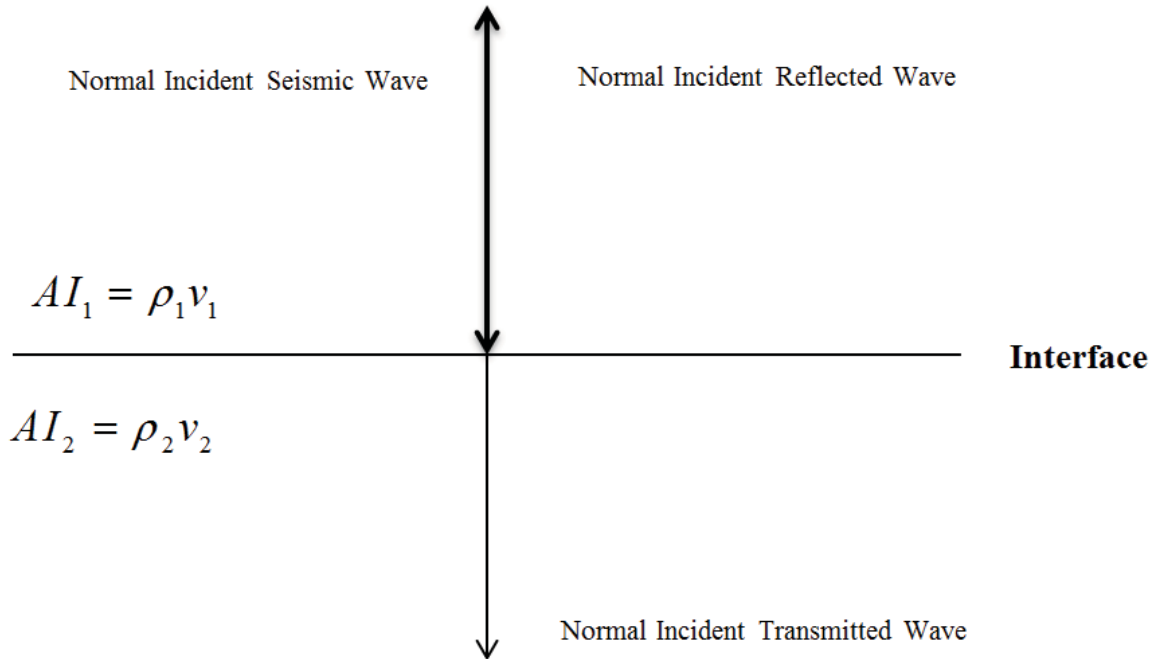 Normal Incident Seismic Wave
Normal Incident Reflected Wave
AI₁ = ρ₁v₁
Interface
AI₂ = ρ₂v₂
Normal Incident Transmitted Wave